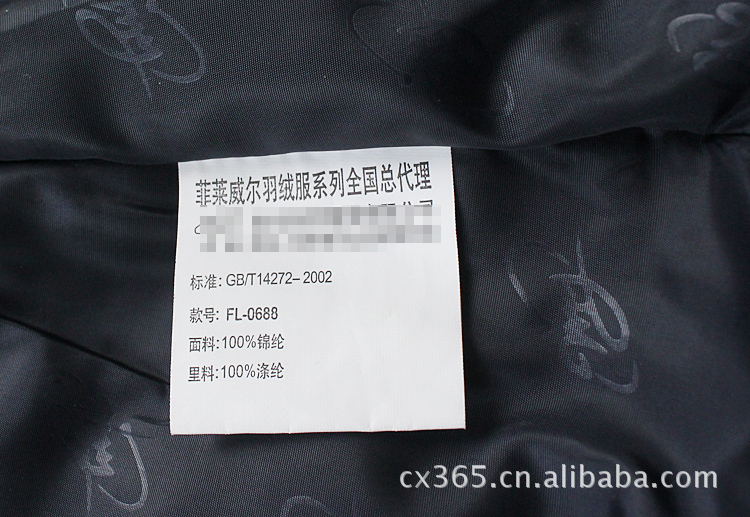 菲莱威尔羽绒服系列全国总代理
标准: GB/T14272-2002
款号: FL-0688
面料:100%锦纶
里料:100%涤纶
cx365.cn.alibaba.com